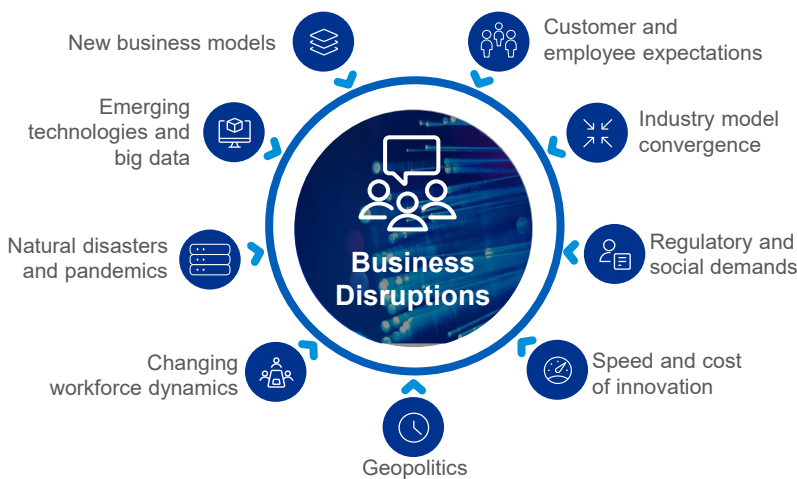 New business models
Customer and
employee expectations
Emerging
technologies and
big data
Industry model
convergence
Natural disasters
and pandemics
Business
Disruptions
Regulatory and
social demands
Changing
workforce dynamics
Speed and cost
of innovation
Geopolitics